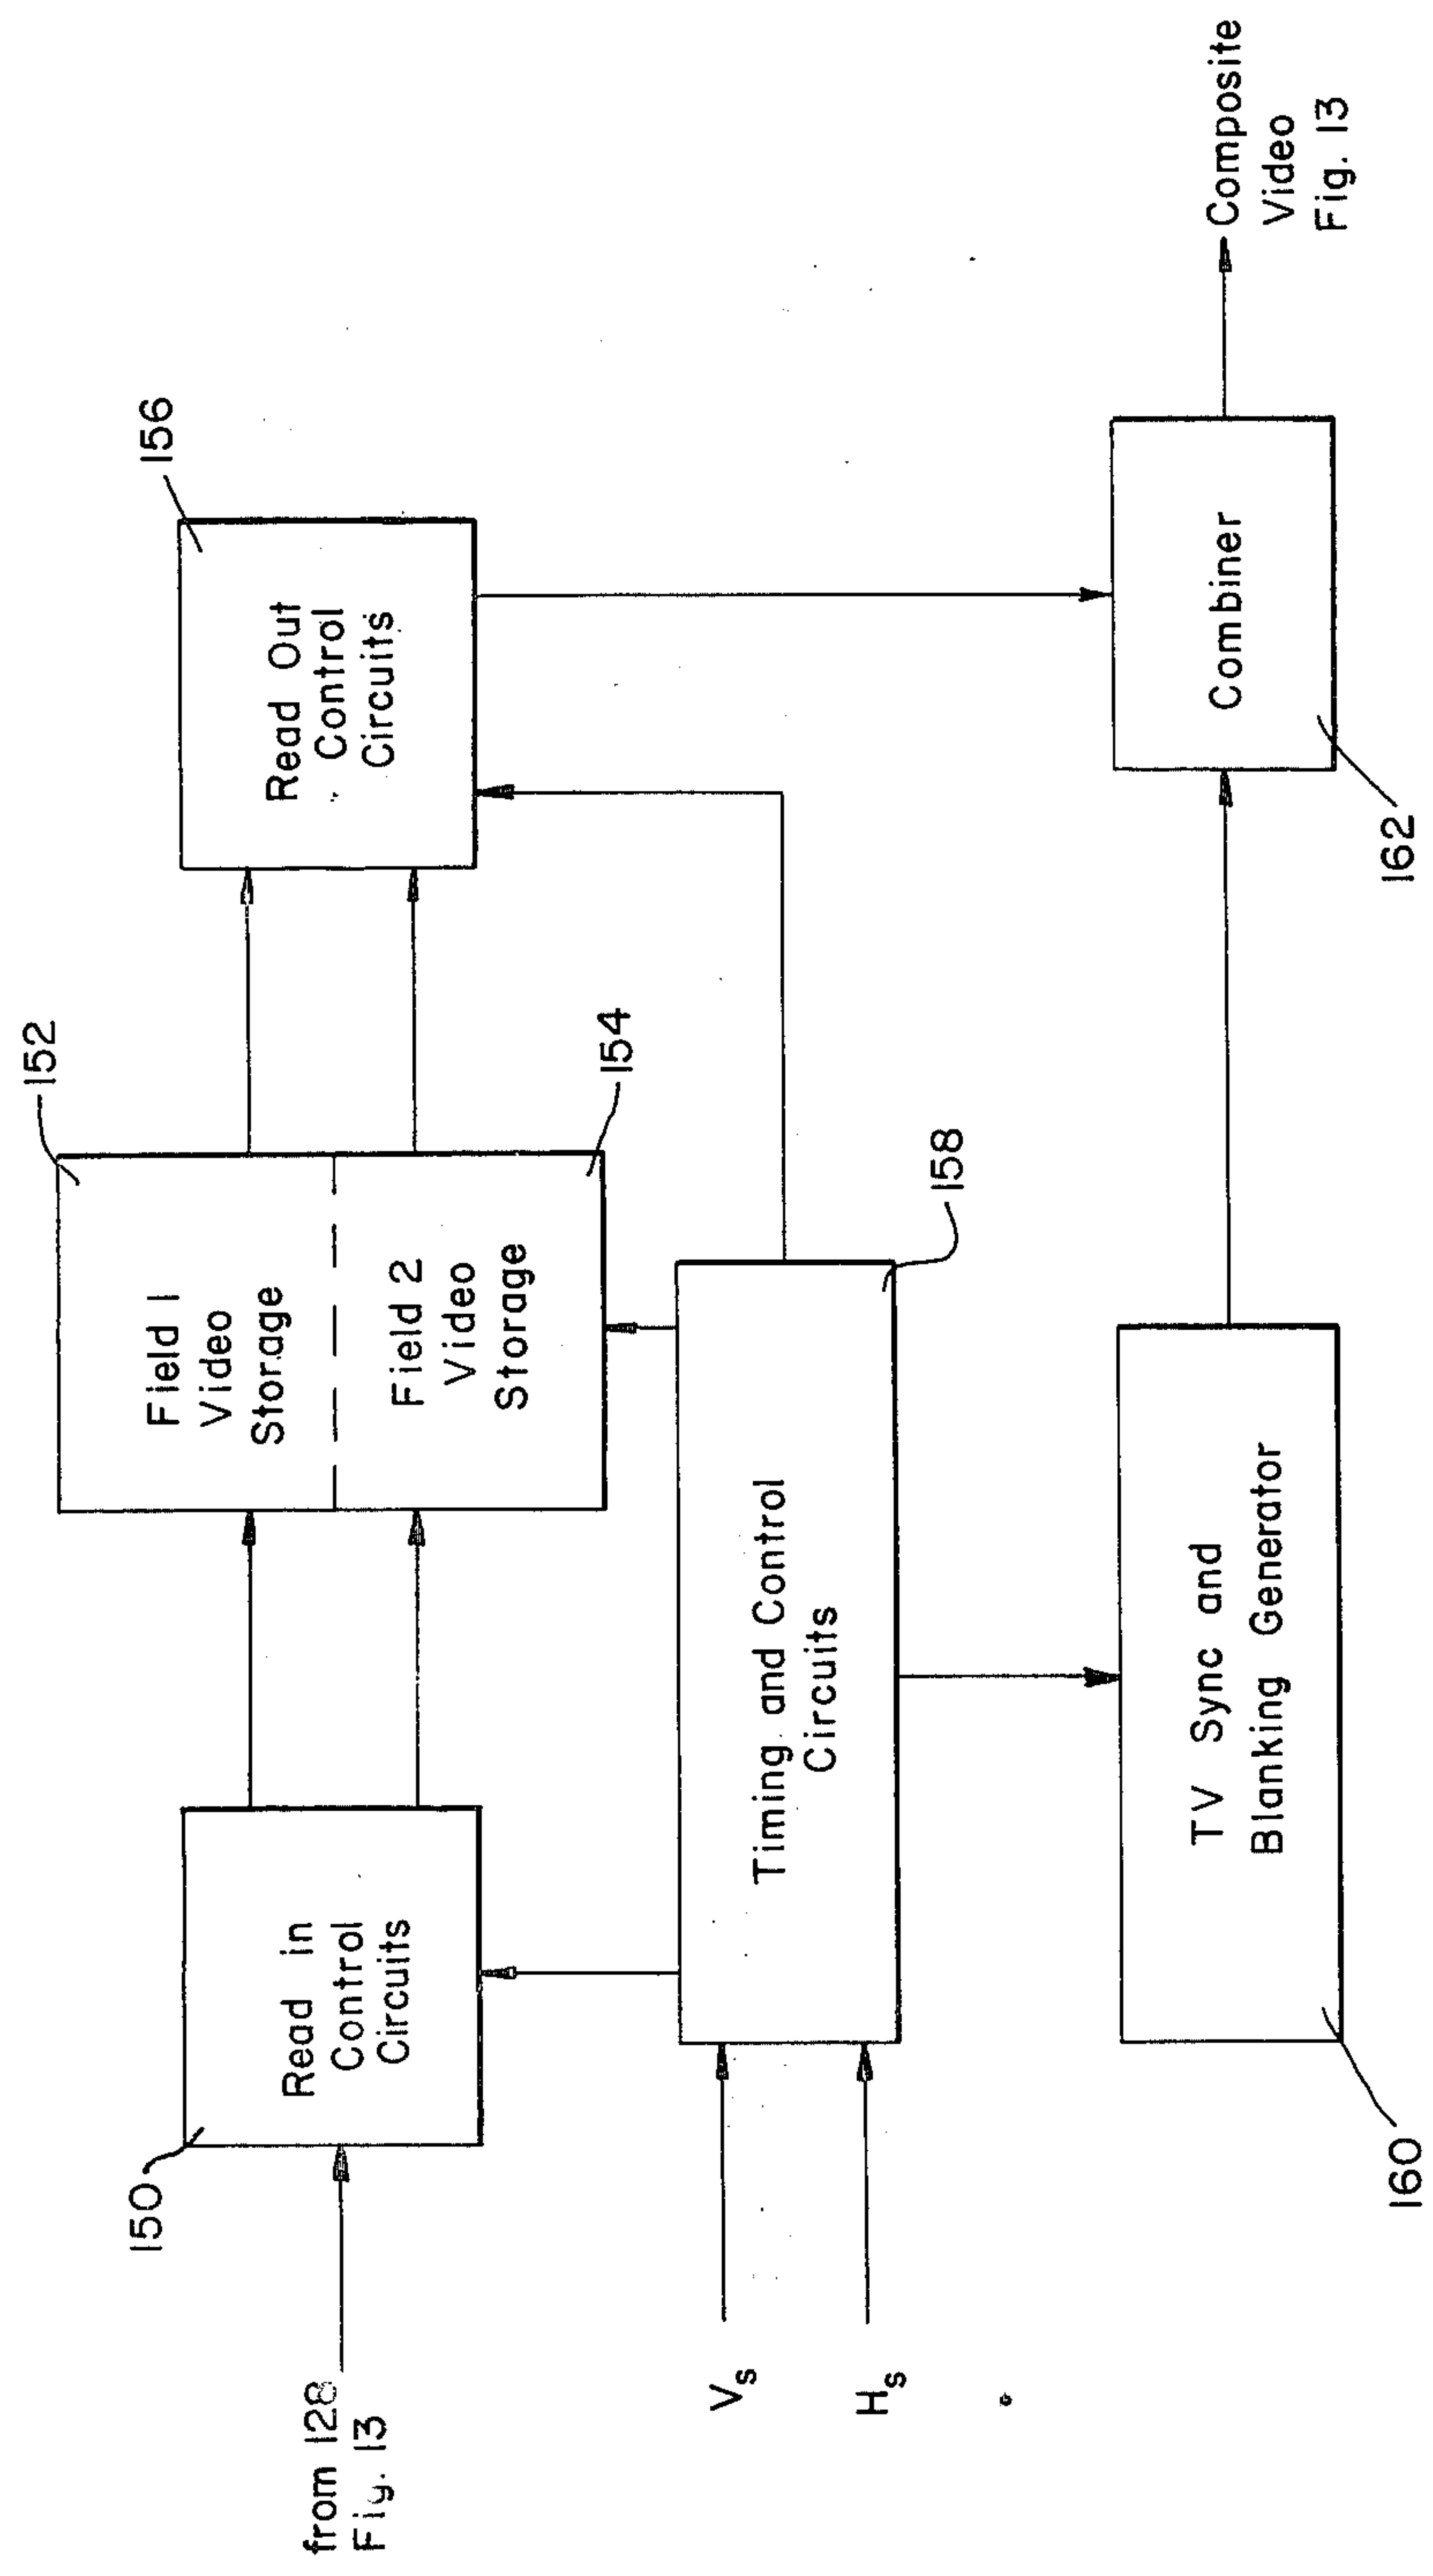 from 128
Fig. 13
150
Read in
Control
Circuits
152
Field 1
Video
Storage
154
Field 2
Video
Storage
156
Read Out
Control
Circuits
Vs
Hs
158
Timing and Control
Circuits
160
TV Sync and
Blanking Generator
162
Combiner
Composite
Video
Fig. 13